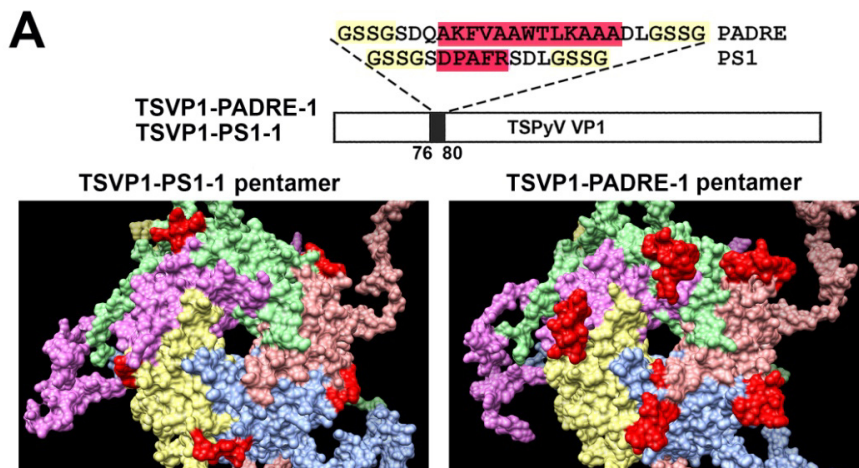 A
GSSGSDQAKFVAAWTLKAAADLGSSG PADRE
GSSGSDPAFRSDLGSSG PS1
TSVP1-PADRE-1
TSVP1-PS1-1
TSPyV VP1
76 80
TSVP1-PS1-1 pentamer
TSVP1-PADRE-1 pentamer